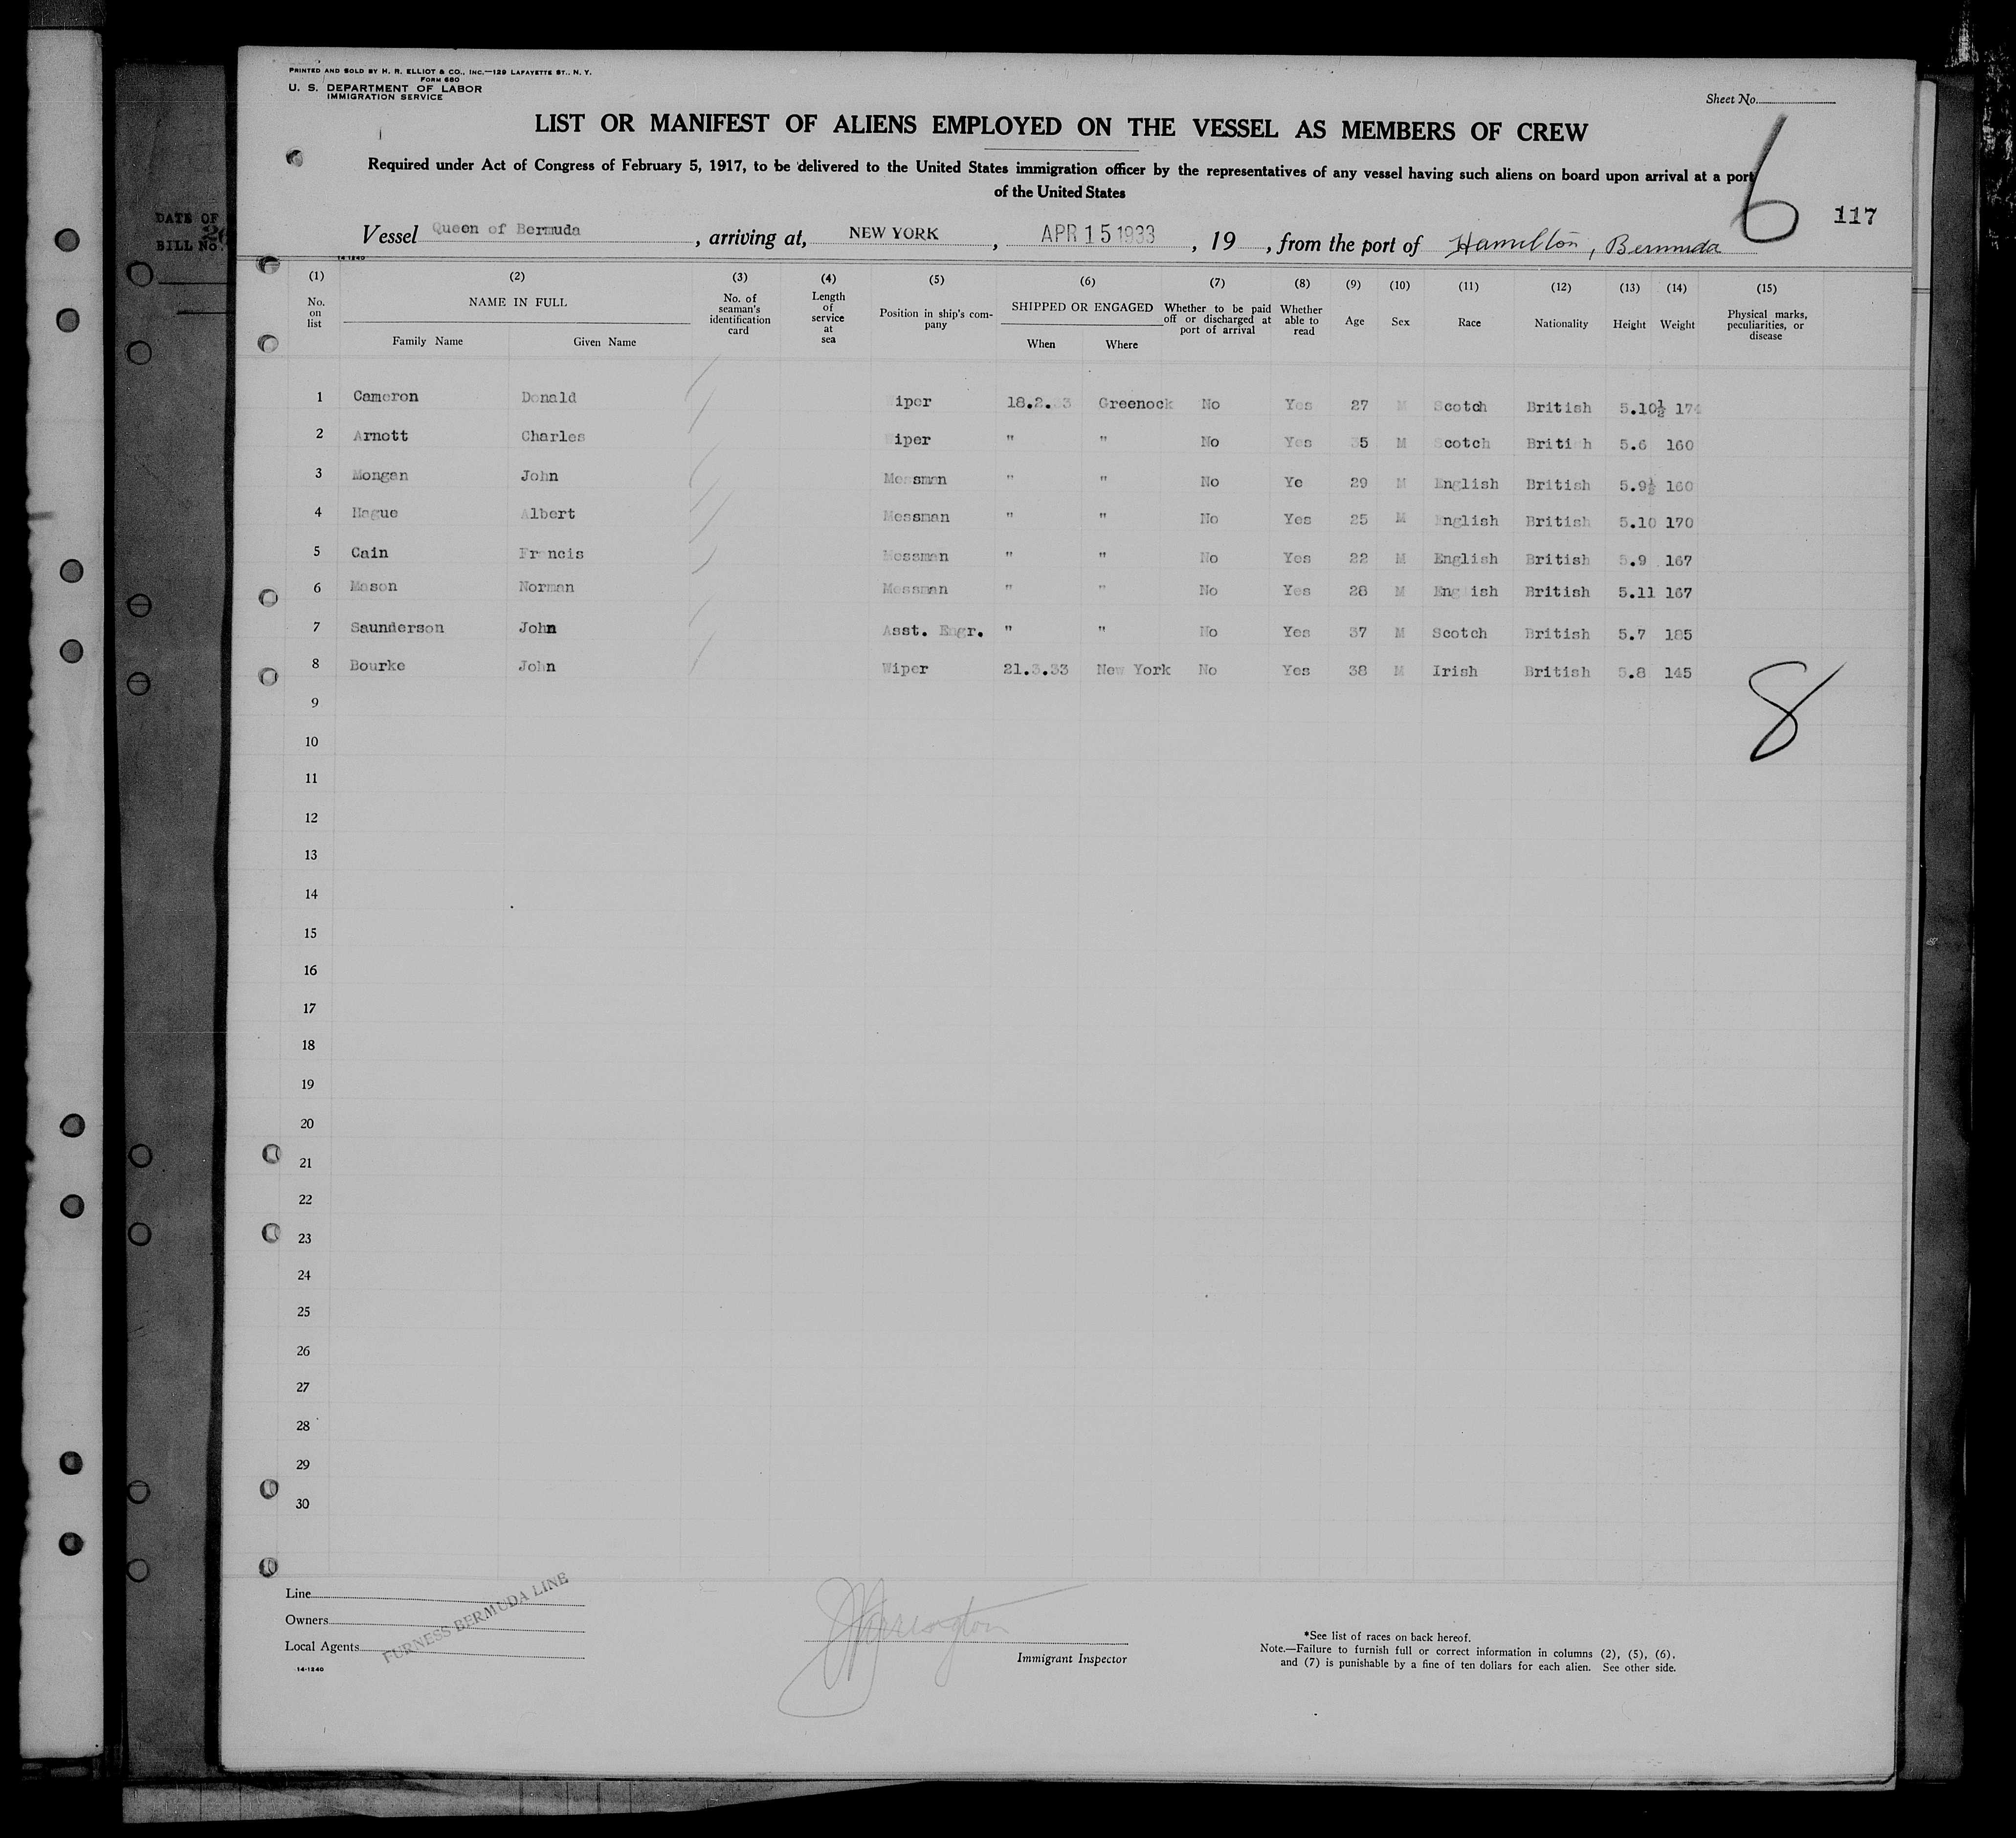 PRINTED AND SOLD BY H. R. ELLIOT & CO., INC.—129 LAFAYETTE ST., N. Y.
FORM 680
U. S. DEPARTMENT OF LABOR
IMMIGRATION SERVICE
Sheet No.
LIST OR MANIFEST OF ALIENS EMPLOYED ON THE VESSEL AS MEMBERS OF CREW
Required under Act of Congress of February 5, 1917, to be delivered to the United States immigration officer by the representatives of any vessel having such aliens on board upon arrival at a port
of the United States
6
117
DATE OF
BILL No.
Vessel Queen of Bermuda, arriving at, NEW YORK, APR 15 1933, 19 , from the port of Hamilton, Bermuda
14 1240
(1) (2) (3) (4) (5) (6) (7) (8) (9) (10) (11) (12) (13) (14) (15)
No. on list NAME IN FULL Family Name Given Name No. of seaman's identification card Length of service at sea Position in ship's company SHIPPED OR ENGAGED When Where Whether to be paid off or discharged at port of arrival Whether able to read Age Sex Race Nationality Height Weight Physical marks, peculiarities, or disease
1 Cameron Donald iper 18.2. 3 Greenock No Yes 27 M Scotch British 5.10½ 174
2 Arnott Charles iper " " No Yes 35 M Scotch Briti h 5.6 160
3 Mongan John Messman " " No Ye 29 M English British 5.9½ 160
4 Hague Albert Messman " " No Yes 25 M English British 5.10 170
5 Cain Fr ncis Messman " " No Yes 22 M English British 5.9 167
6 Mason Norman Messman " " No Yes 28 M English British 5.11 167
7 Saunderson John Asst. Engr. " " No Yes 37 M Scotch British 5.7 185
8 Bourke John Wiper 21.3.33 New York No Yes 38 M Irish British 5.8 145
8
9
10
11
12
13
14
15
16
17
18
19
20
21
22
23
24
25
26
27
28
29
30
Line
Owners
Local Agents
FURNESS BERMUDA LINE
14-1240
Immigrant Inspector
*See list of races on back hereof.
Note.—Failure to furnish full or correct information in columns (2), (5), (6),
and (7) is punishable by a fine of ten dollars for each alien. See other side.